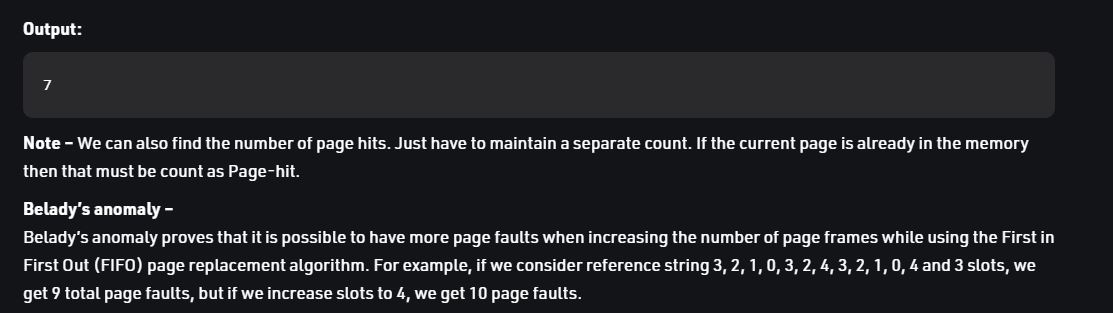 Output:
7
Note – We can also find the number of page hits. Just have to maintain a separate count. If the current page is already in the memory
then that must be count as Page-hit.
Belady’s anomaly –
Belady’s anomaly proves that it is possible to have more page faults when increasing the number of page frames while using the First in
First Out (FIFO) page replacement algorithm. For example, if we consider reference string 3, 2, 1, 0, 3, 2, 4, 3, 2, 1, 0, 4 and 3 slots, we
get 9 total page faults, but if we increase slots to 4, we get 10 page faults.